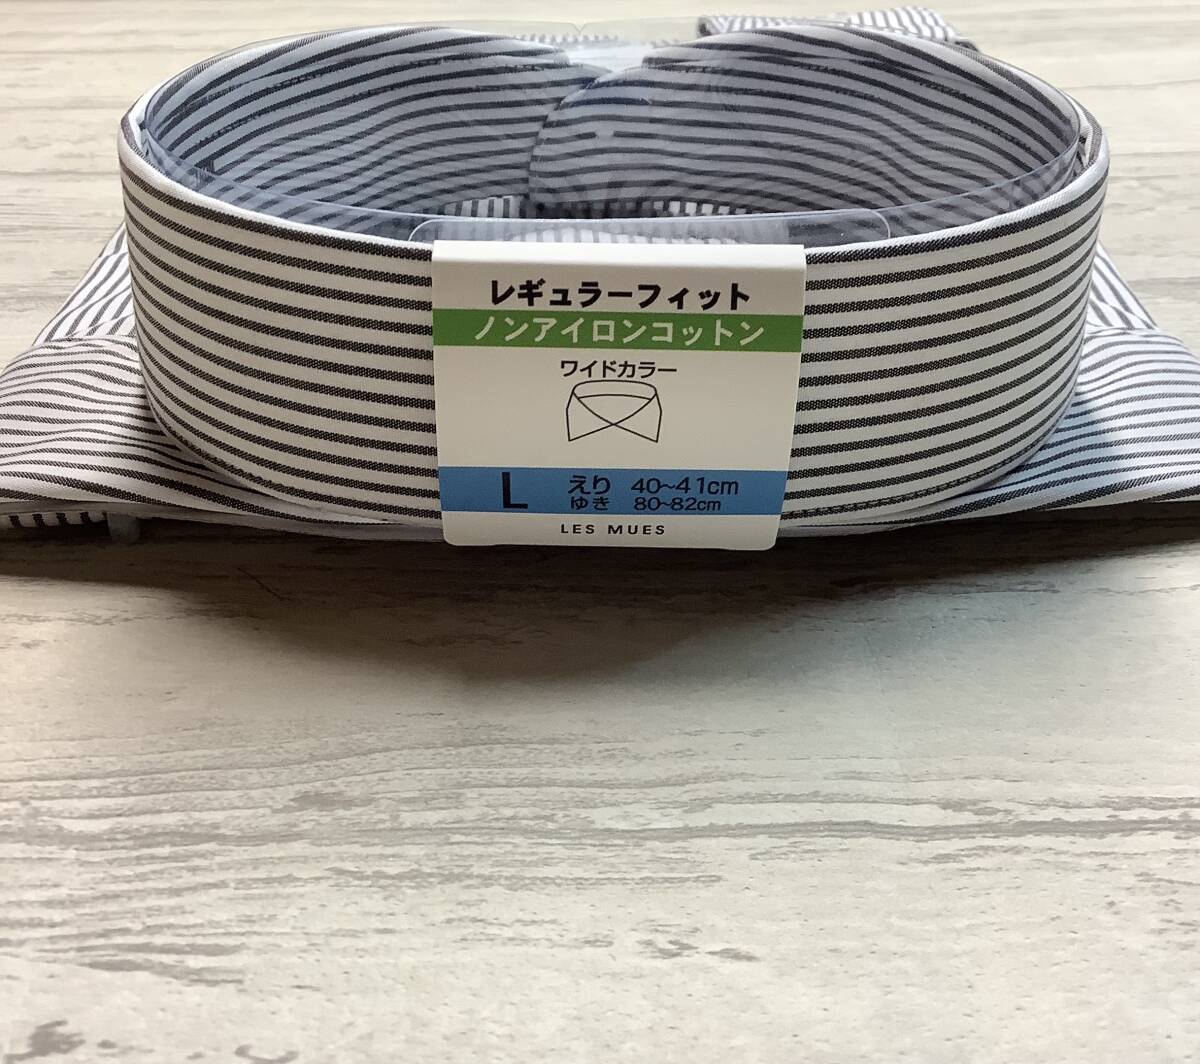 レギュラーフィット
ノンアイロンコットン
ワイドカラー
L えり 40~41cm
ゆき 80~82cm
LES MUES